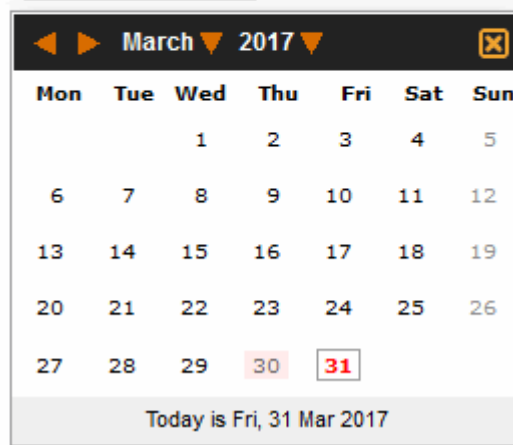 March 2017
Mon Tue Wed Thu Fri Sat Sun
1 2 3 4 5
6 7 8 9 10 11 12
13 14 15 16 17 18 19
20 21 22 23 24 25 26
27 28 29 30 31
Today is Fri, 31 Mar 2017